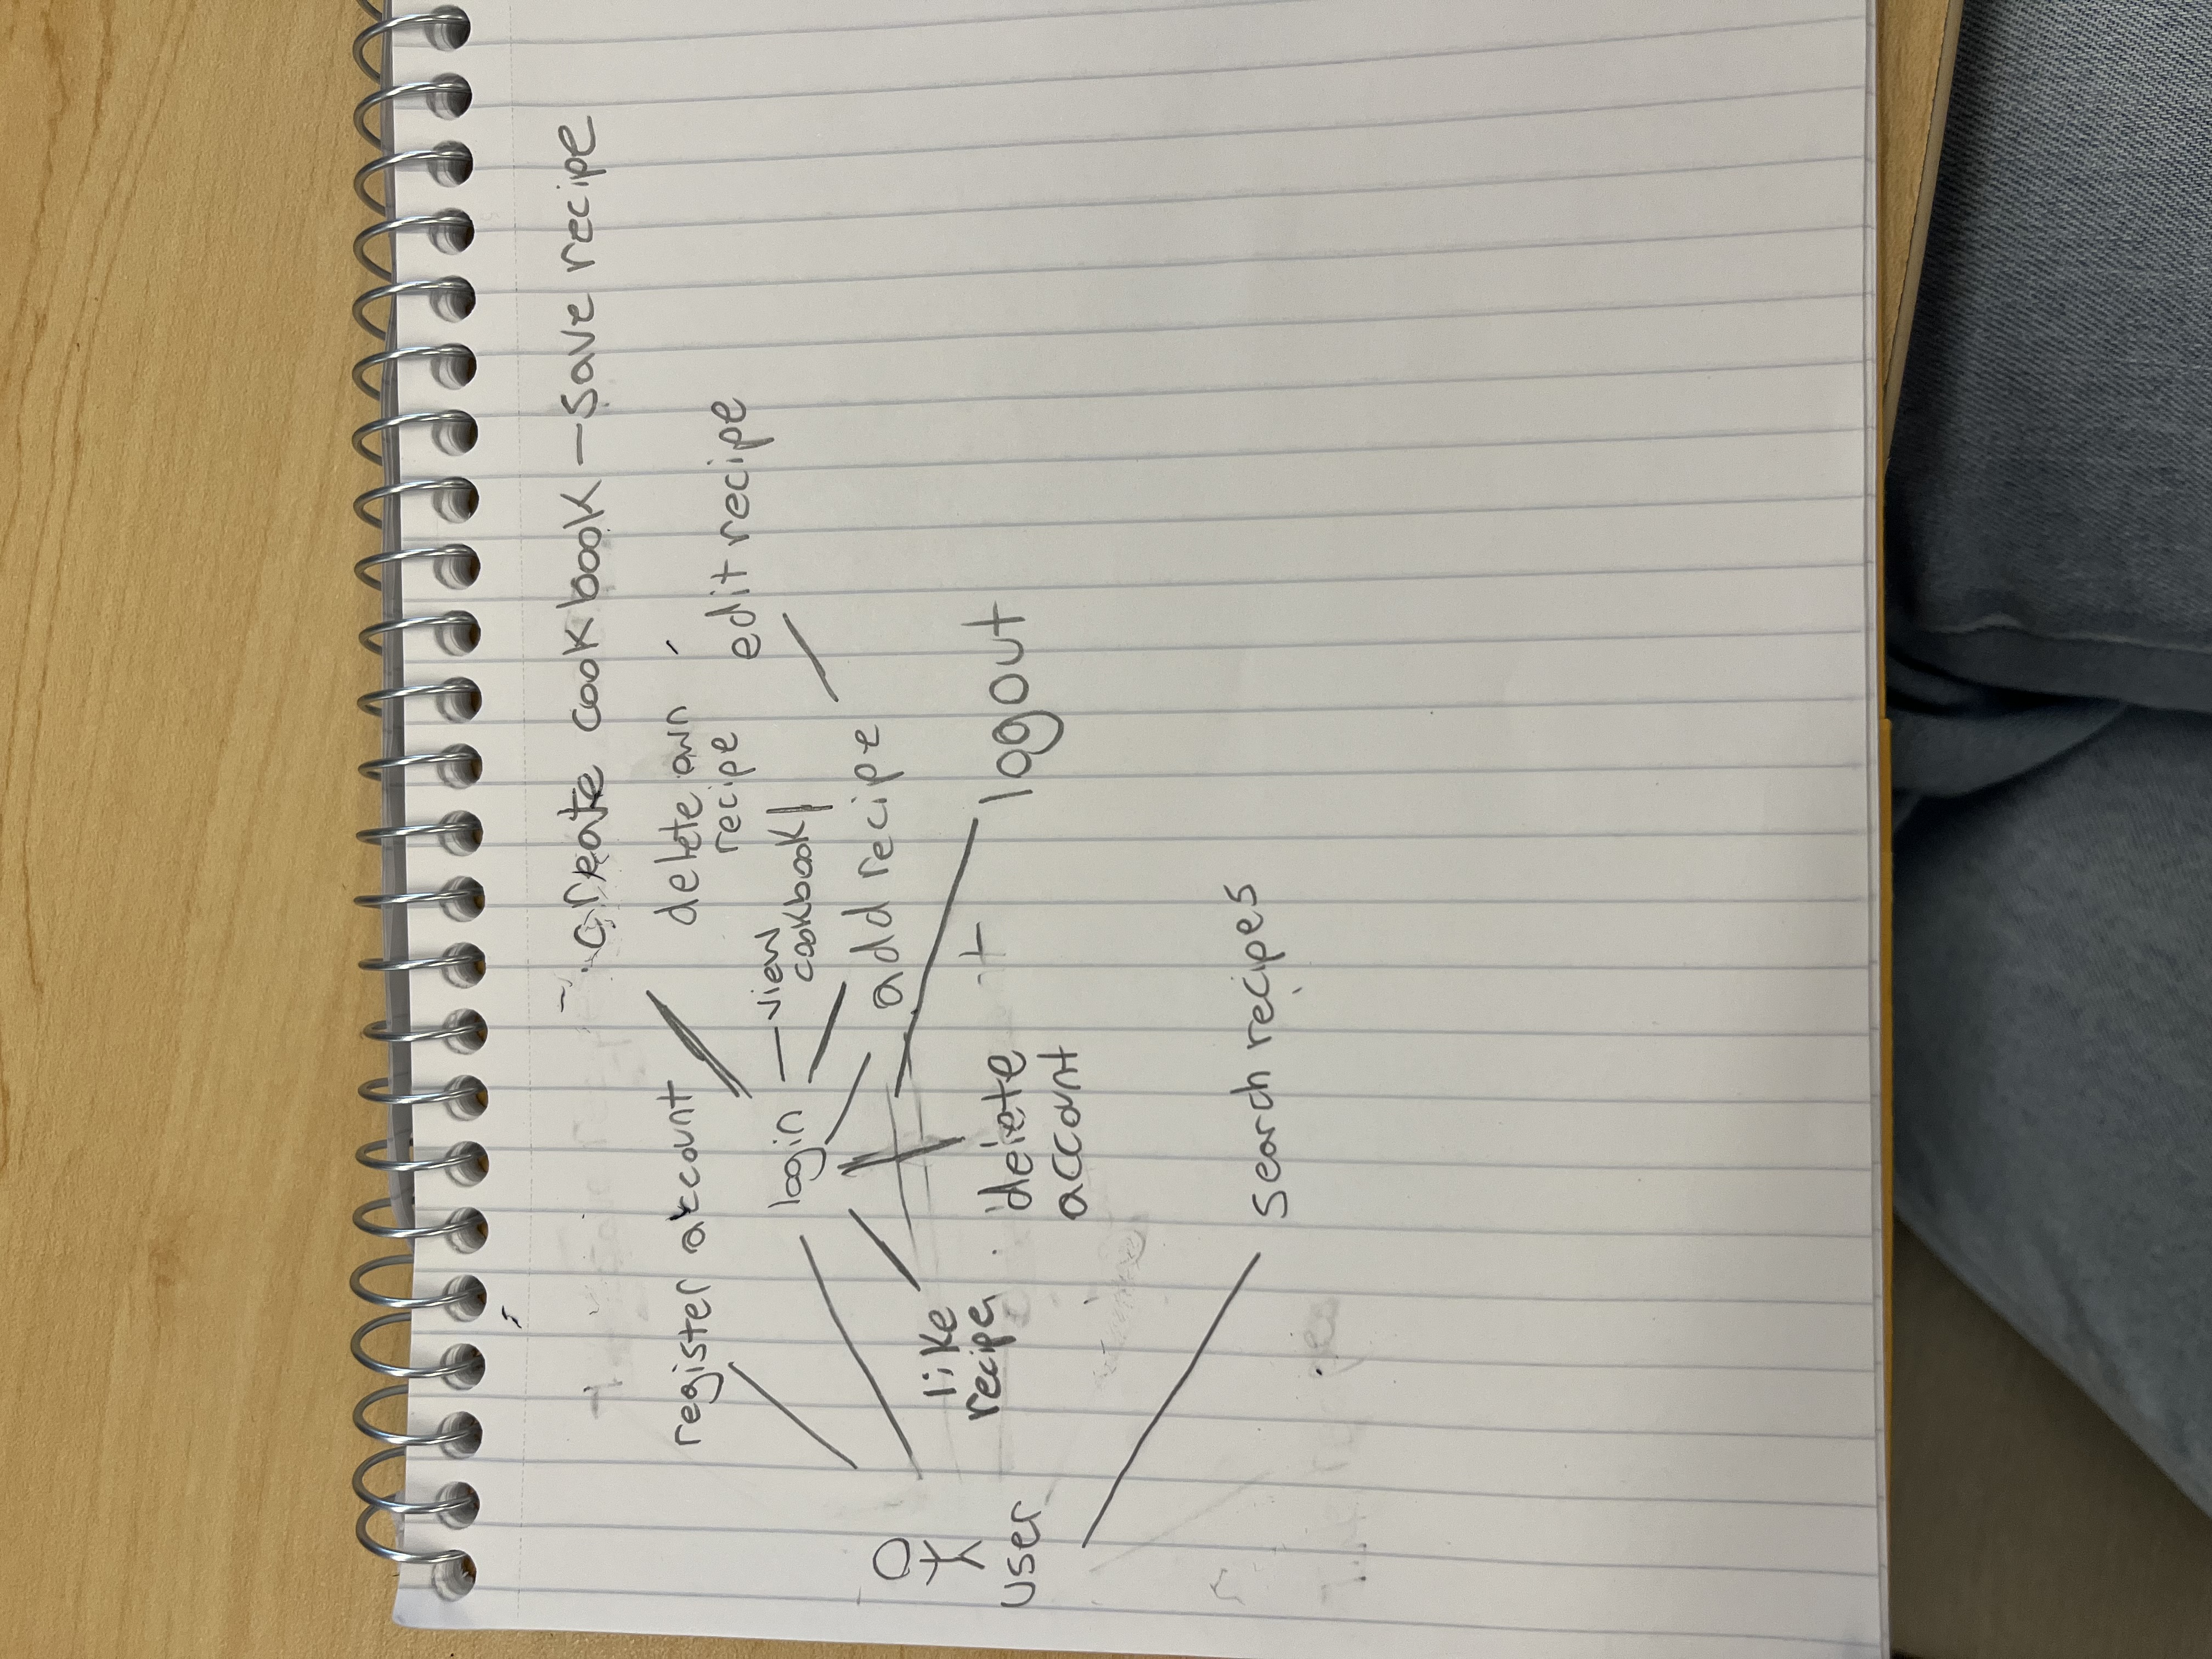 create cookbook - save recipe
register account
delete own
recipe
edit recipe
login
view
cookbook
add recipe
like
recipe
delete
account
logout
user
search recipes